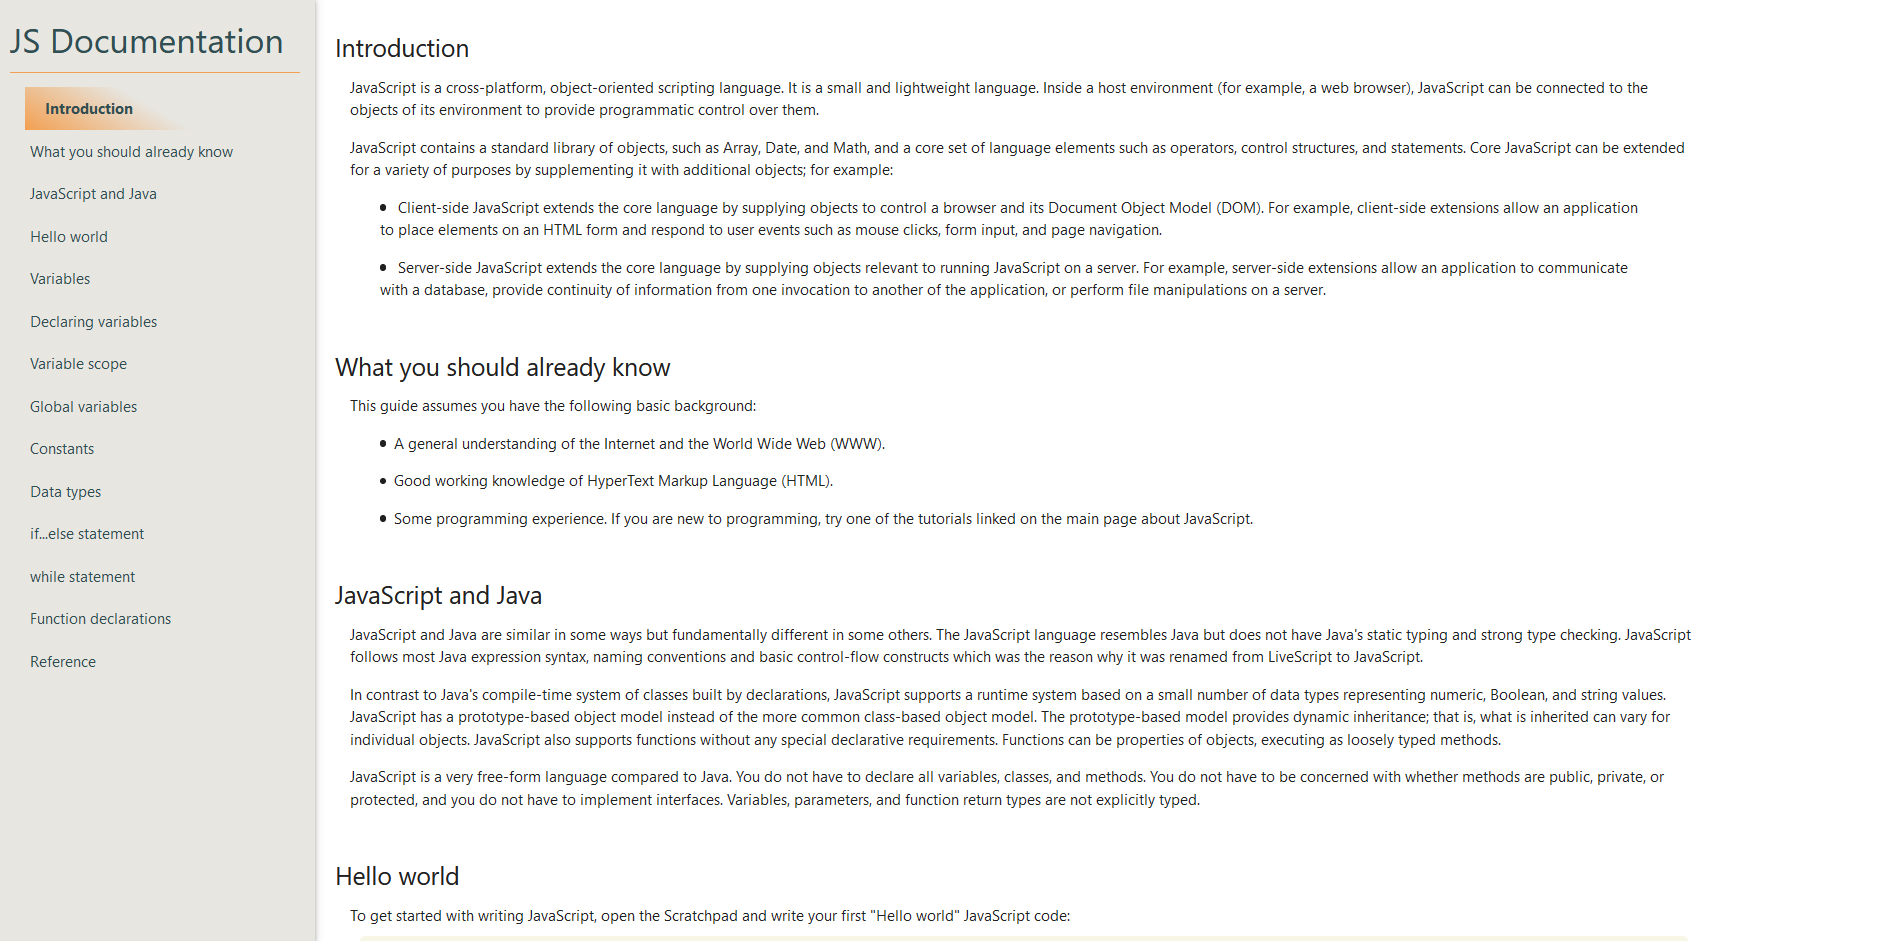 JS Documentation
Introduction
What you should already know
JavaScript and Java
Hello world
Variables
Declaring variables
Variable scope
Global variables
Constants
Data types
if...else statement
while statement
Function declarations
Reference
Introduction
JavaScript is a cross-platform, object-oriented scripting language. It is a small and lightweight language. Inside a host environment (for example, a web browser), JavaScript can be connected to the
objects of its environment to provide programmatic control over them.
JavaScript contains a standard library of objects, such as Array, Date, and Math, and a core set of language elements such as operators, control structures, and statements. Core JavaScript can be extended
for a variety of purposes by supplementing it with additional objects; for example:
● Client-side JavaScript extends the core language by supplying objects to control a browser and its Document Object Model (DOM). For example, client-side extensions allow an application
to place elements on an HTML form and respond to user events such as mouse clicks, form input, and page navigation.
● Server-side JavaScript extends the core language by supplying objects relevant to running JavaScript on a server. For example, server-side extensions allow an application to communicate
with a database, provide continuity of information from one invocation to another of the application, or perform file manipulations on a server.
What you should already know
This guide assumes you have the following basic background:
● A general understanding of the Internet and the World Wide Web (WWW).
● Good working knowledge of HyperText Markup Language (HTML).
● Some programming experience. If you are new to programming, try one of the tutorials linked on the main page about JavaScript.
JavaScript and Java
JavaScript and Java are similar in some ways but fundamentally different in some others. The JavaScript language resembles Java but does not have Java's static typing and strong type checking. JavaScript
follows most Java expression syntax, naming conventions and basic control-flow constructs which was the reason why it was renamed from LiveScript to JavaScript.
In contrast to Java's compile-time system of classes built by declarations, JavaScript supports a runtime system based on a small number of data types representing numeric, Boolean, and string values.
JavaScript has a prototype-based object model instead of the more common class-based object model. The prototype-based model provides dynamic inheritance; that is, what is inherited can vary for
individual objects. JavaScript also supports functions without any special declarative requirements. Functions can be properties of objects, executing as loosely typed methods.
JavaScript is a very free-form language compared to Java. You do not have to declare all variables, classes, and methods. You do not have to be concerned with whether methods are public, private, or
protected, and you do not have to implement interfaces. Variables, parameters, and function return types are not explicitly typed.
Hello world
To get started with writing JavaScript, open the Scratchpad and write your first "Hello world" JavaScript code: